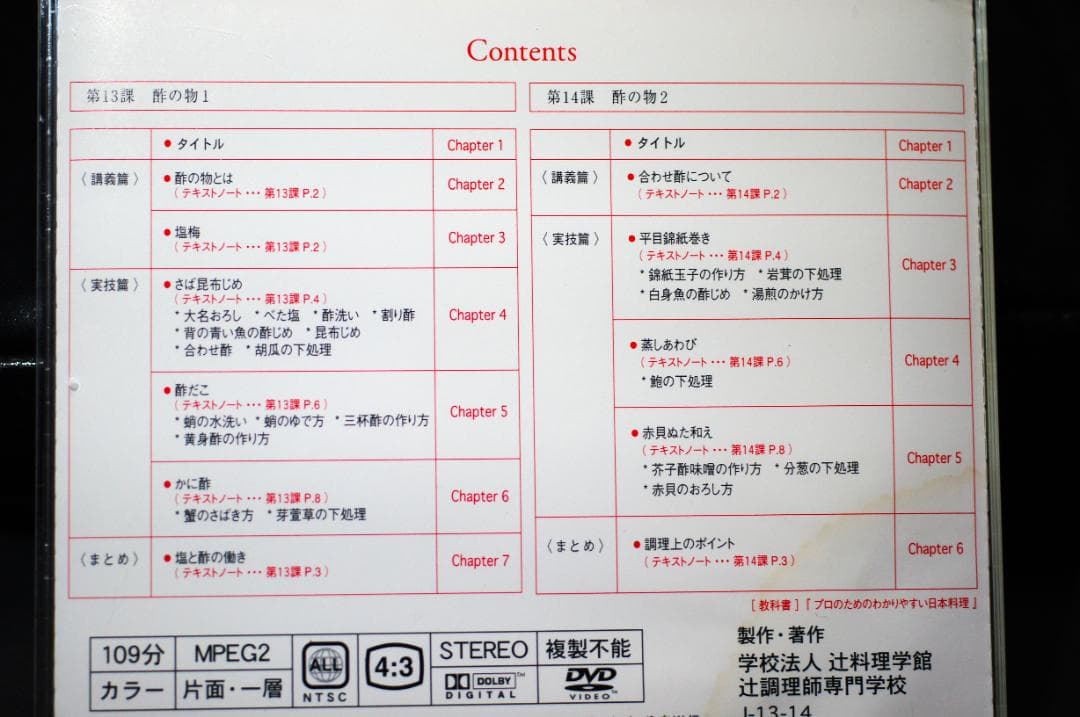 Contents
第13課 酢の物1
● タイトル Chapter 1
〈 講義篇 〉 ● 酢の物とは Chapter 2
( テキストノート ・・・ 第13課 P.2 )
● 塩梅 Chapter 3
( テキストノート ・・・ 第13課 P.2 )
〈 実技篇 〉 ● さば昆布じめ Chapter 4
( テキストノート ・・・ 第13課 P.4 )
* 大名おろし * べた塩 * 酢洗い * 割り酢
* 背の青い魚の酢じめ * 昆布じめ
* 合わせ酢 * 胡瓜の下処理
● 酢だこ Chapter 5
( テキストノート ・・・ 第13課 P.6 )
* 蛸の水洗い * 蛸のゆで方 * 三杯酢の作り方
* 黄身酢の作り方
● かに酢 Chapter 6
( テキストノート ・・・ 第13課 P.8 )
* 蟹のさばき方 * 芽萱草の下処理
〈 まとめ 〉 ● 塩と酢の働き Chapter 7
( テキストノート ・・・ 第13課 P.3 )
第14課 酢の物2
● タイトル Chapter 1
〈 講義篇 〉 ● 合わせ酢について Chapter 2
( テキストノート ・・・ 第14課 P.2 )
〈 実技篇 〉 ● 平目錦紙巻き Chapter 3
( テキストノート ・・・ 第14課 P.4 )
* 錦紙玉子の作り方 * 岩茸の下処理
* 白身魚の酢じめ * 湯煎のかけ方
● 蒸しあわび Chapter 4
( テキストノート ・・・ 第14課 P.6 )
* 鮑の下処理
● 赤貝ぬた和え Chapter 5
( テキストノート ・・・ 第14課 P.8 )
* 芥子酢味噌の作り方 * 分葱の下処理
* 赤貝のおろし方
〈 まとめ 〉 ● 調理上のポイント Chapter 6
( テキストノート ・・・ 第14課 P.3 )
[ 教科書 ]『 プロのためのわかりやすい日本料理 』
109分 MPEG2 ALL NTSC 4:3 STEREO 複製不能
カラー 片面・一層 DOLBY DIGITAL DVD VIDEO
製作・著作
学校法人 辻料理学館
辻調理師専門学校
J-13-14